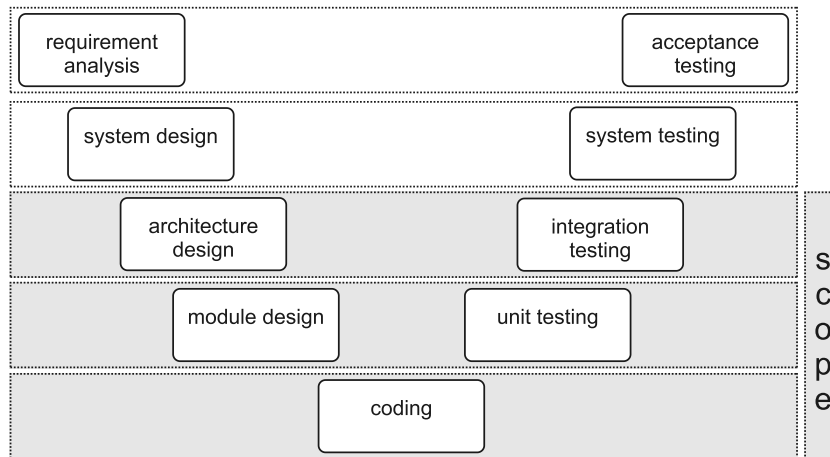 requirement
analysis
acceptance
testing
system design
system testing
architecture
design
integration
testing
module design
unit testing
coding
s
c
o
p
e